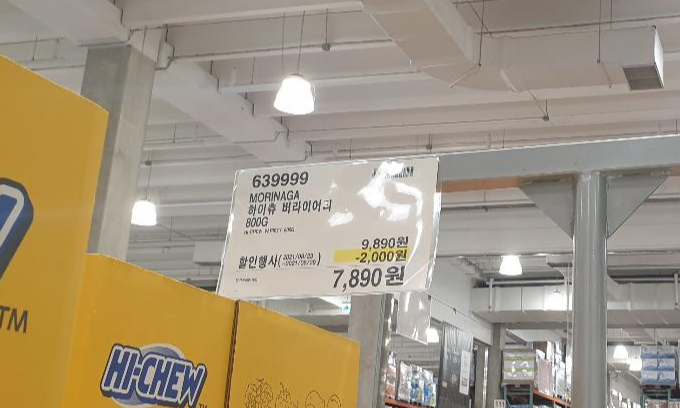 639999
MORINAGA
하이츄 버라이어티
800G
9,890원
할인행사( )
-2,000원
7,890원
TM
HI-CHEW
TM